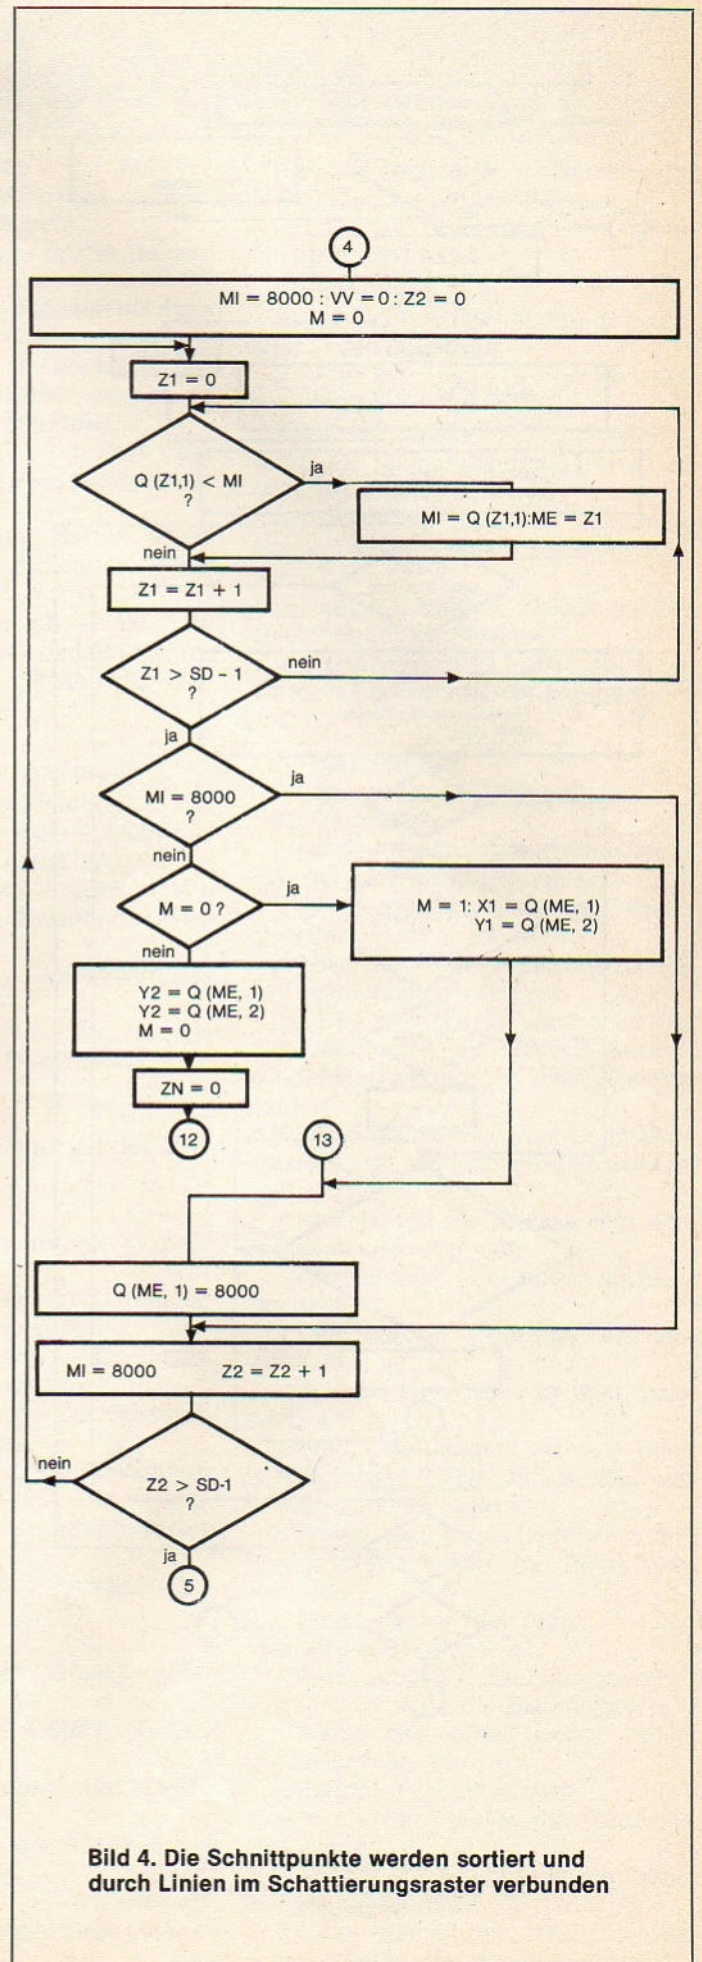 4
MI = 8000 : VV = 0 : Z2 = 0
M = 0
Z1 = 0
Q (Z1,1) < MI
?
ja
MI = Q (Z1,1):ME = Z1
nein
Z1 = Z1 + 1
Z1 > SD - 1
?
nein
ja
MI = 8000
?
ja
nein
M = 0 ?
ja
M = 1: X1 = Q (ME, 1)
Y1 = Q (ME, 2)
nein
Y2 = Q (ME, 1)
Y2 = Q (ME, 2)
M = 0
ZN = 0
12
13
Q (ME, 1) = 8000
MI = 8000 Z2 = Z2 + 1
nein
Z2 > SD-1
?
ja
5
Bild 4. Die Schnittpunkte werden sortiert und
durch Linien im Schattierungsraster verbunden